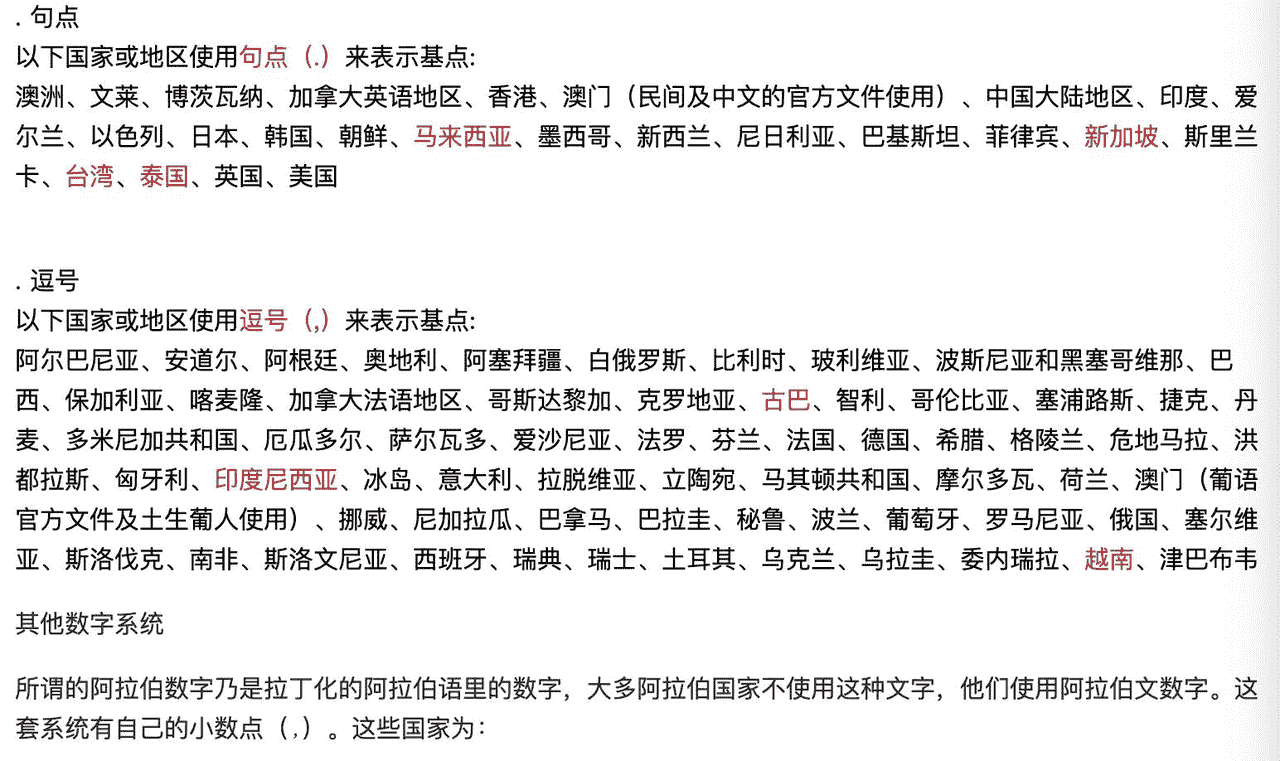 . 句点
以下国家或地区使用句点（.）来表示基点:
澳洲、文莱、博茨瓦纳、加拿大英语地区、香港、澳门（民间及中文的官方文件使用）、中国大陆地区、印度、爱
尔兰、以色列、日本、韩国、朝鲜、马来西亚、墨西哥、新西兰、尼日利亚、巴基斯坦、菲律宾、新加坡、斯里兰
卡、台湾、泰国、英国、美国
. 逗号
以下国家或地区使用逗号（,）来表示基点:
阿尔巴尼亚、安道尔、阿根廷、奥地利、阿塞拜疆、白俄罗斯、比利时、玻利维亚、波斯尼亚和黑塞哥维那、巴
西、保加利亚、喀麦隆、加拿大法语地区、哥斯达黎加、克罗地亚、古巴、智利、哥伦比亚、塞浦路斯、捷克、丹
麦、多米尼加共和国、厄瓜多尔、萨尔瓦多、爱沙尼亚、法罗、芬兰、法国、德国、希腊、格陵兰、危地马拉、洪
都拉斯、匈牙利、印度尼西亚、冰岛、意大利、拉脱维亚、立陶宛、马其顿共和国、摩尔多瓦、荷兰、澳门（葡语
官方文件及土生葡人使用）、挪威、尼加拉瓜、巴拿马、巴拉圭、秘鲁、波兰、葡萄牙、罗马尼亚、俄国、塞尔维
亚、斯洛伐克、南非、斯洛文尼亚、西班牙、瑞典、瑞士、土耳其、乌克兰、乌拉圭、委内瑞拉、越南、津巴布韦
其他数字系统
所谓的阿拉伯数字乃是拉丁化的阿拉伯语里的数字，大多阿拉伯国家不使用这种文字，他们使用阿拉伯文数字。这
套系统有自己的小数点（,）。这些国家为：